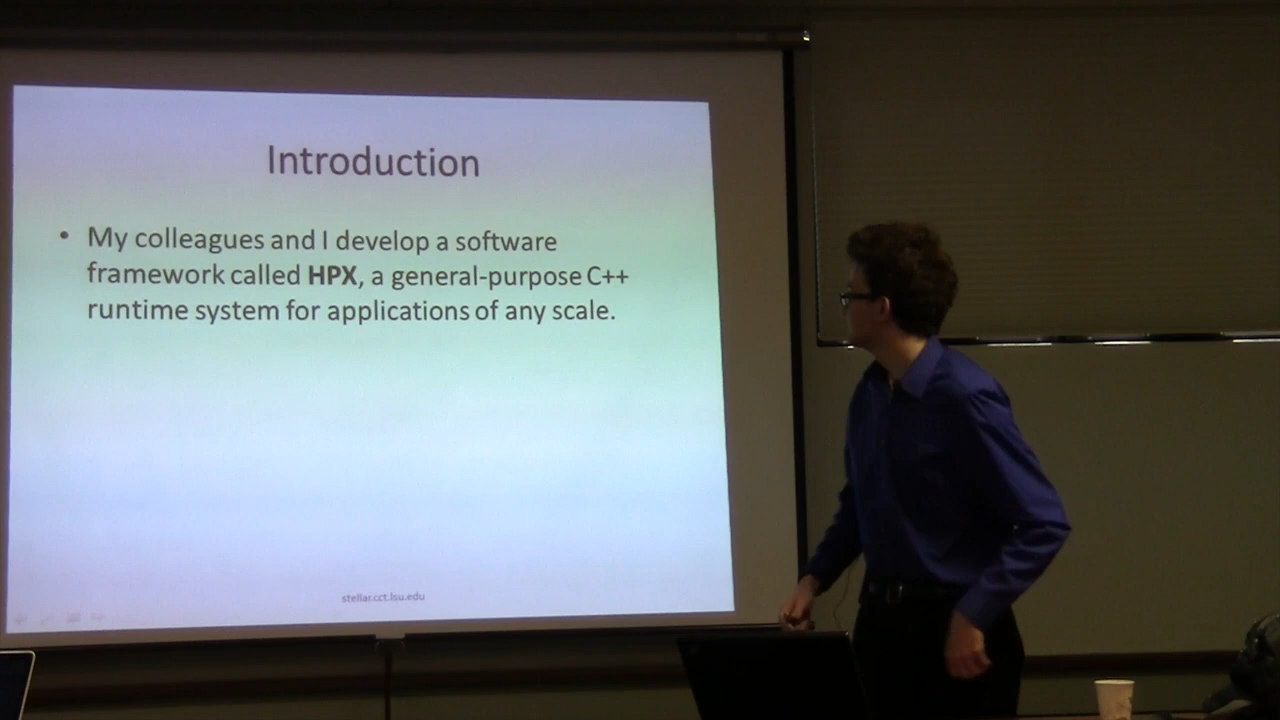 Introduction
• My colleagues and I develop a software
framework called HPX, a general-purpose C++
runtime system for applications of any scale.
stellar.cct.lsu.edu